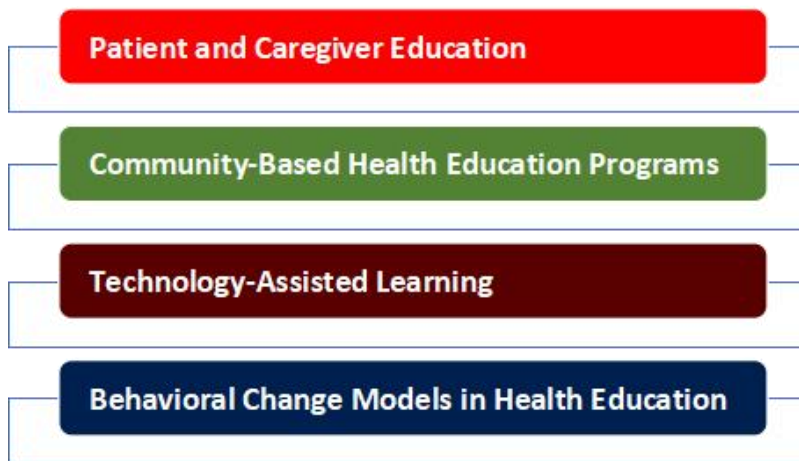 Patient and Caregiver Education
Community-Based Health Education Programs
Technology-Assisted Learning
Behavioral Change Models in Health Education